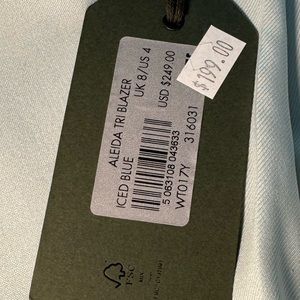 $199.00
ALEIDA TRI BLAZER
UK 8/US 4
ICED BLUE
USD $249.00
5 063108 043633
WT017Y
316031
FSC
MIX